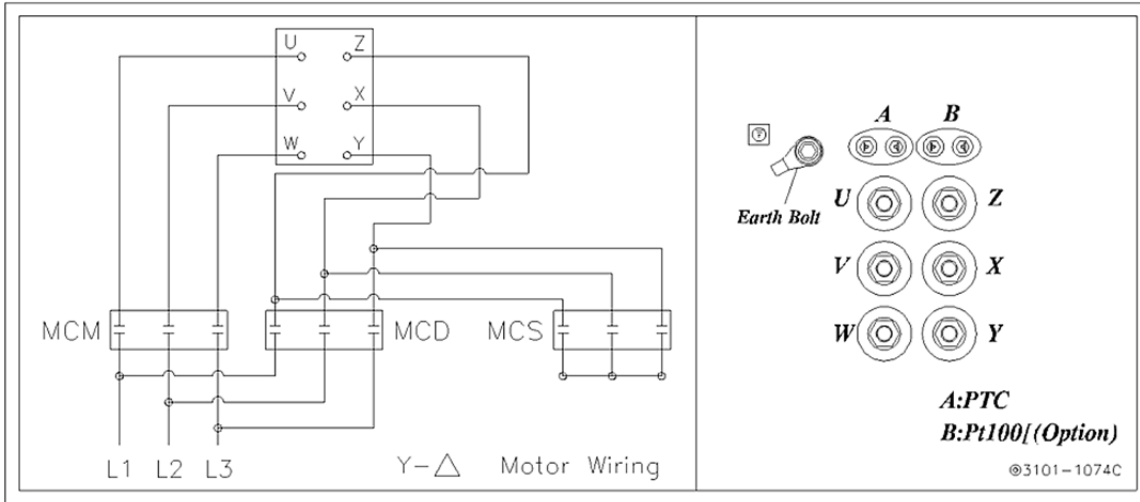 U Z
V X
W Y
MCM MCD MCS
L1 L2 L3
Y-△ Motor Wiring
A B
Earth Bolt
U Z
V X
W Y
A:PTC
B:Pt100[(Option)
3101-1074C